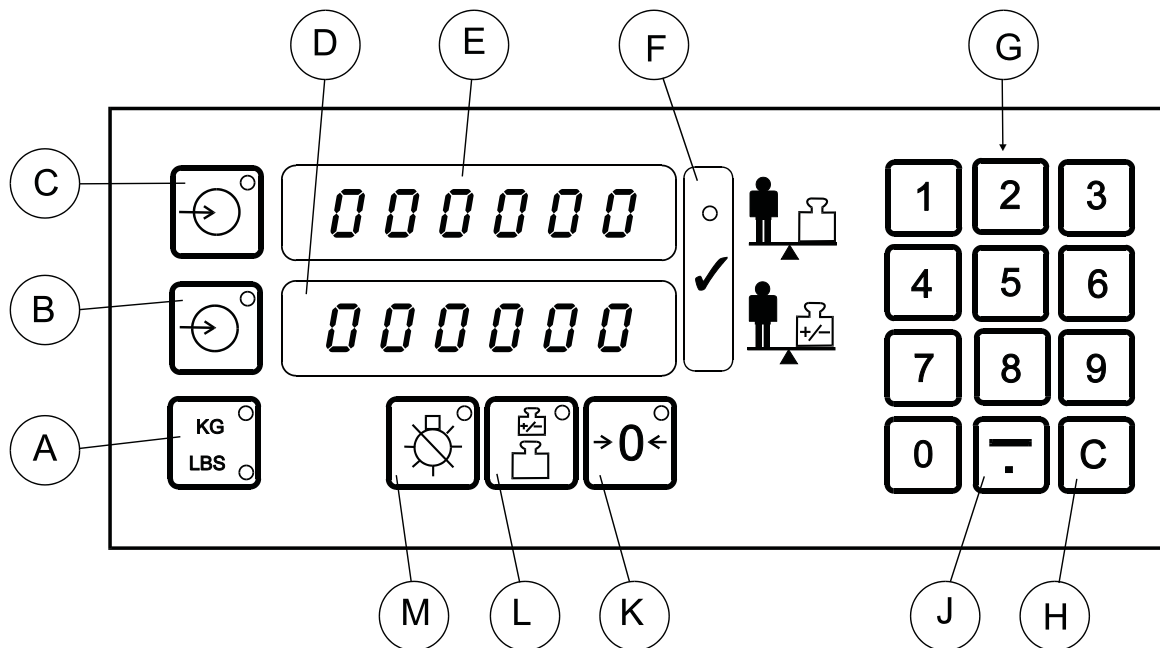 D E F G
C
000000
1 2 3
B
000000
4 5 6
+/-
7 8 9
A
KG
LBS
+/-
→0←
0 - . C
M L K J H